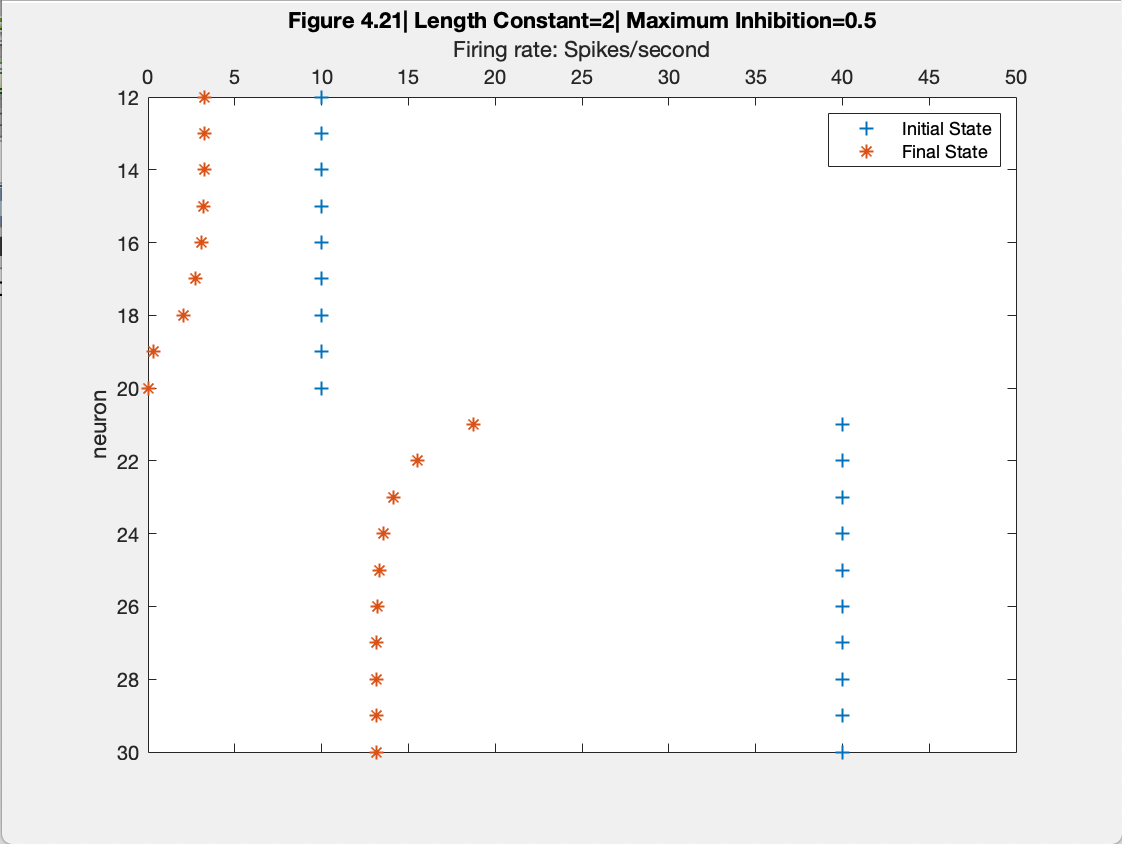 Figure 4.21| Length Constant=2| Maximum Inhibition=0.5
Firing rate: Spikes/second
0 5 10 15 20 25 30 35 40 45 50
Initial State
Final State
neuron
12
14
16
18
20
22
24
26
28
30